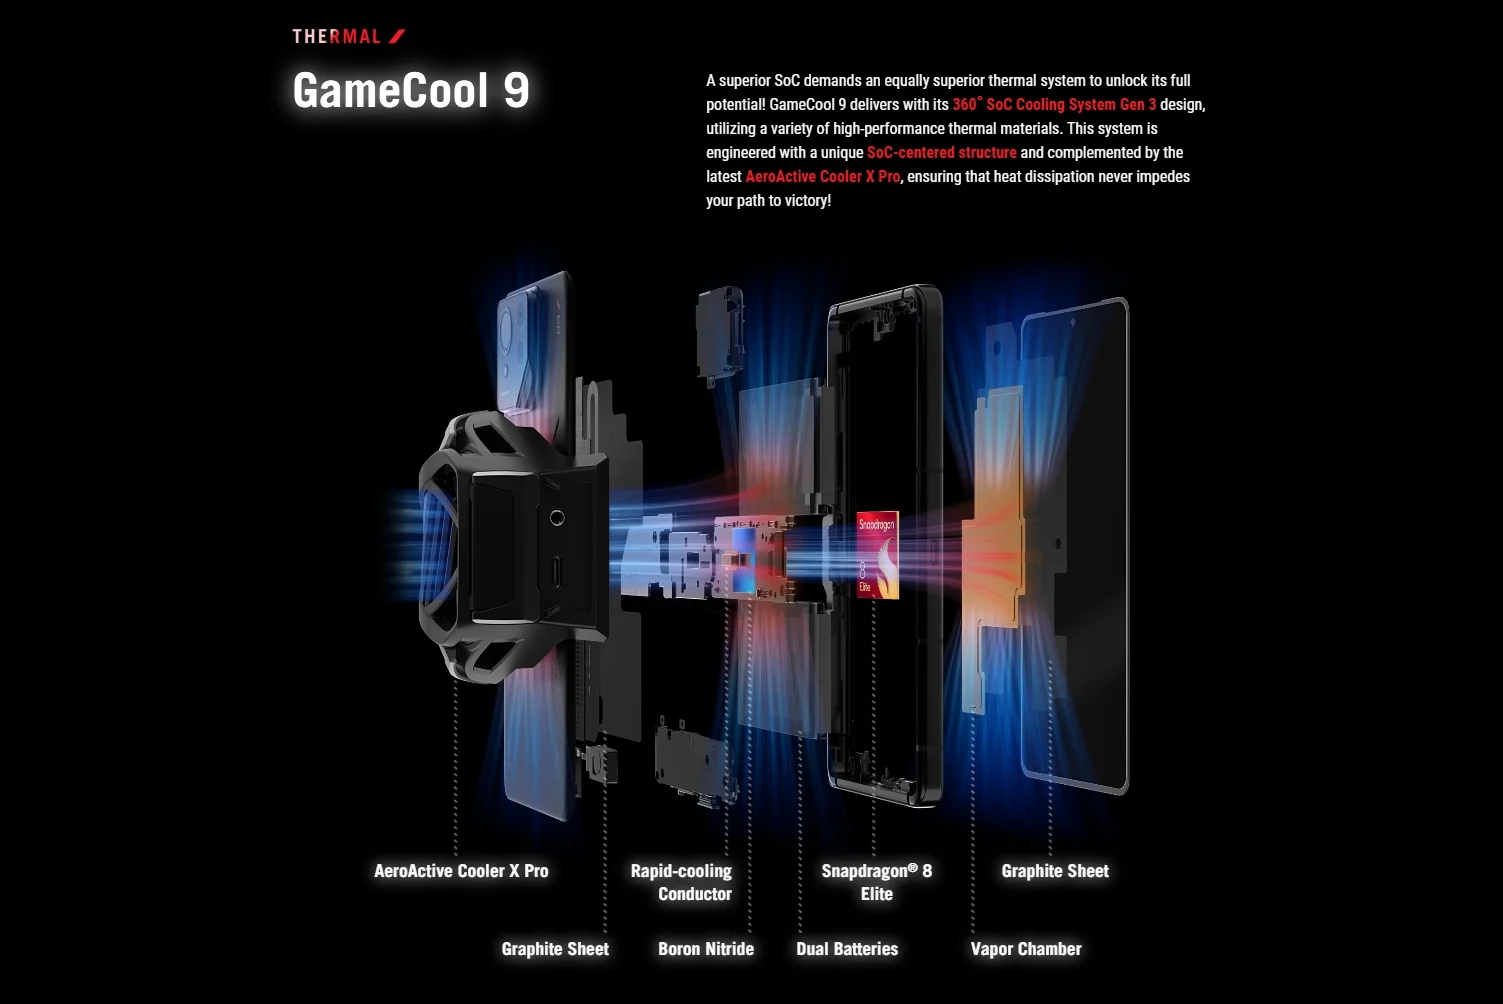 THERMAL
GameCool 9
A superior SoC demands an equally superior thermal system to unlock its full
potential! GameCool 9 delivers with its 360° SoC Cooling System Gen 3 design,
utilizing a variety of high-performance thermal materials. This system is
engineered with a unique SoC-centered structure and complemented by the
latest AeroActive Cooler X Pro, ensuring that heat dissipation never impedes
your path to victory!
Snapdragon
8
Elite
AeroActive Cooler X Pro
Rapid-cooling
Conductor
Snapdragon® 8
Elite
Graphite Sheet
Graphite Sheet
Boron Nitride
Dual Batteries
Vapor Chamber